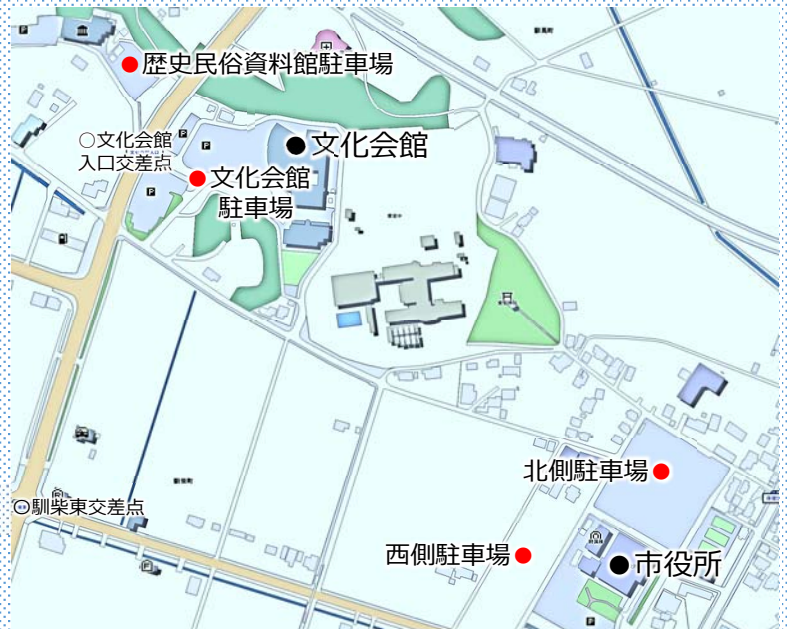 歴史民俗資料館駐車場
○文化会館
入口交差点
文化会館
文化会館
駐車場
北側駐車場
○馴柴東交差点
西側駐車場
市役所